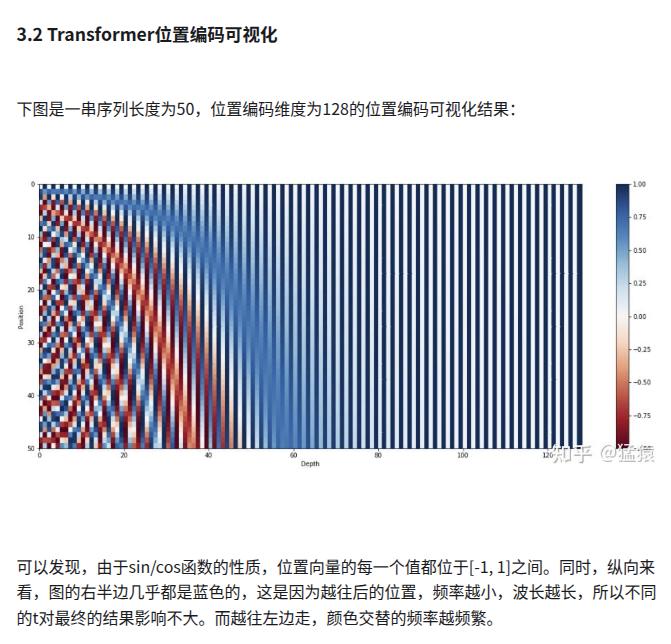 3.2 Transformer位置编码可视化
下图是一串序列长度为50，位置编码维度为128的位置编码可视化结果：
0
10
20
30
40
50
Position
0
20
40
60
80
100
120
Depth
1.00
0.75
0.50
0.25
0.00
−0.25
−0.50
−0.75
知乎 @猛猿
可以发现，由于sin/cos函数的性质，位置向量的每一个值都位于[-1, 1]之间。同时，纵向来
看，图的右半边几乎都是蓝色的，这是因为越往后的位置，频率越小，波长越长，所以不同
的t对最终的结果影响不大。而越往左边走，颜色交替的频率越频繁。